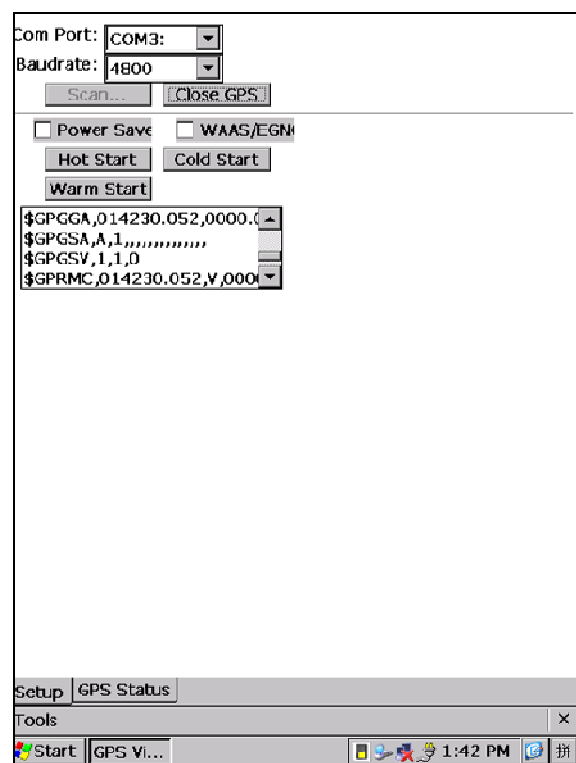 Com Port: COM3:
Baudrate: 4800
Scan... Close GPS
Power Save WAAS/EGN
Hot Start Cold Start
Warm Start
$GPGGA,014230.052,0000.0
$GPGSA,A,1,,,,,,,,,,,,,,
$GPGSV,1,1,0
$GPRMC,014230.052,V,000
Setup GPS Status
Tools ×
Start GPS Vi... 1:42 PM 拼